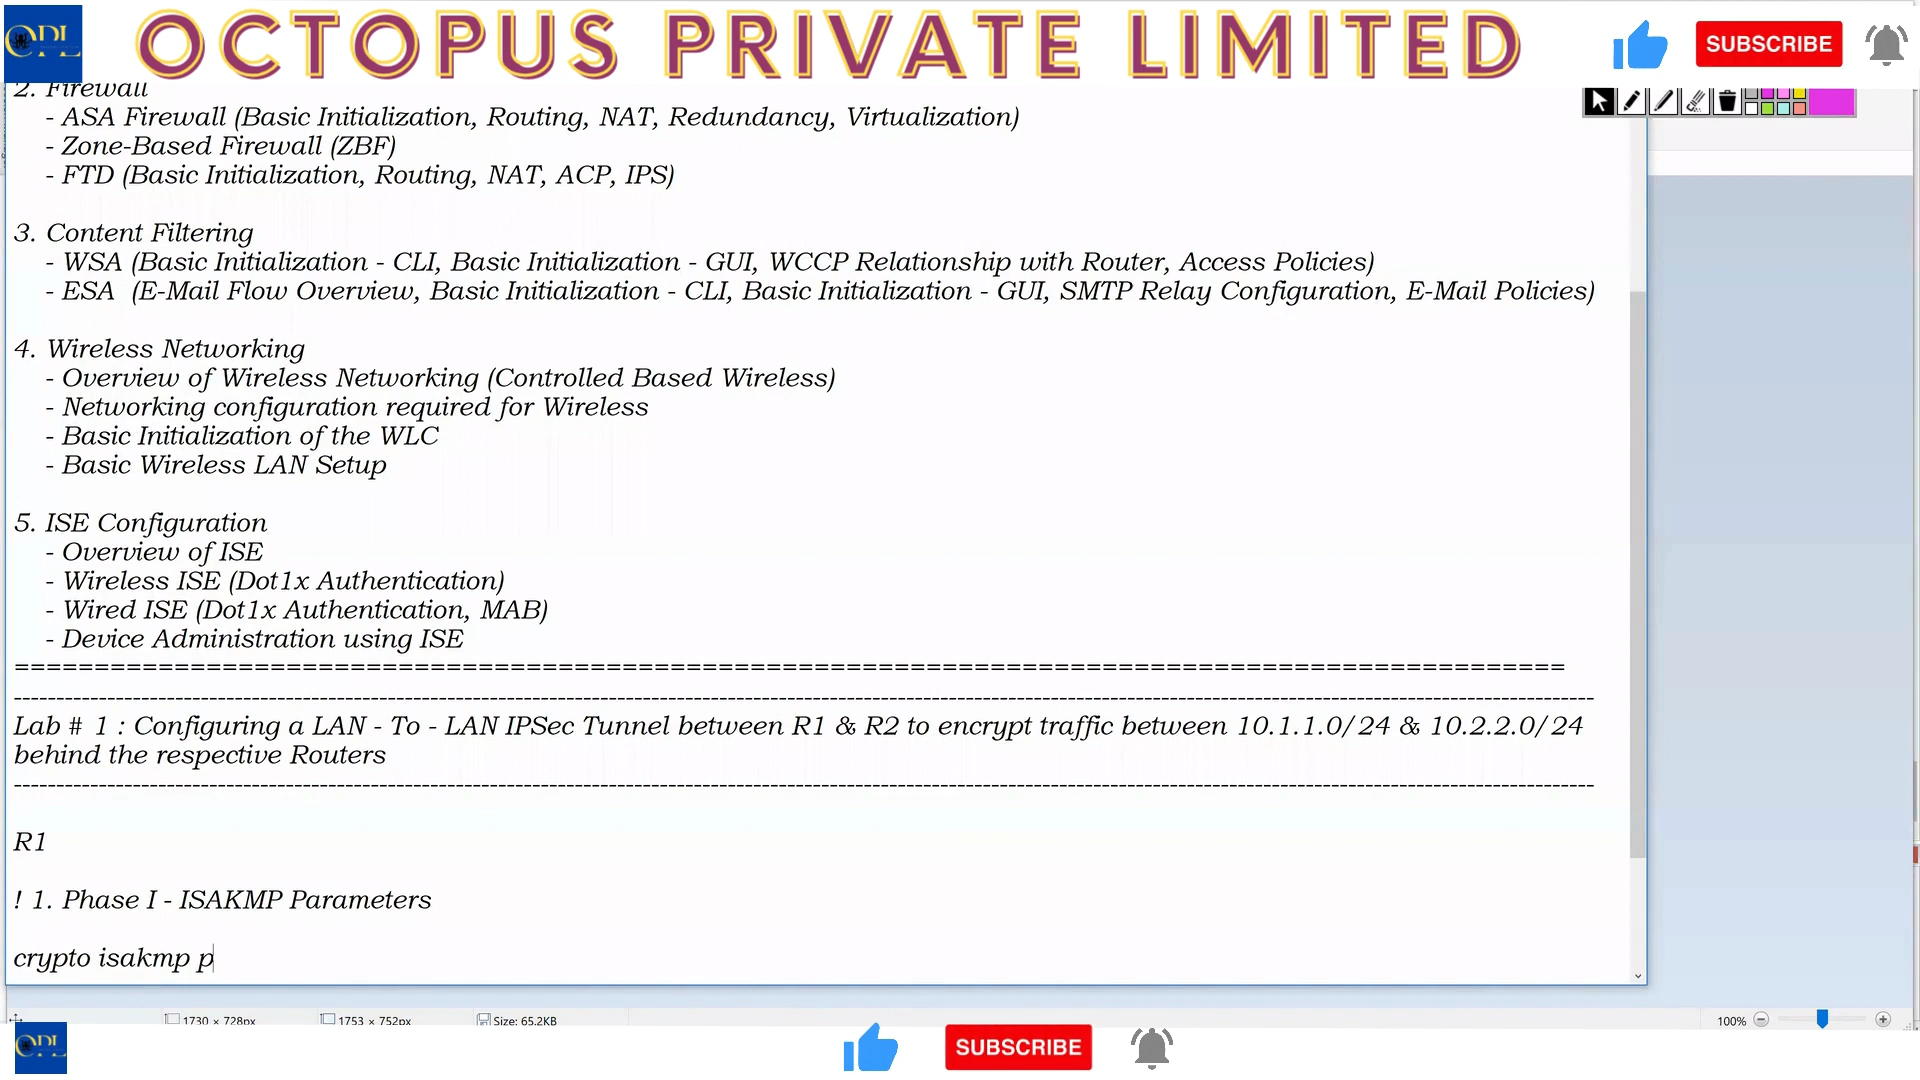 OPL
OCTOPUS PRIVATE LIMITED
SUBSCRIBE
2. Firewall
- ASA Firewall (Basic Initialization, Routing, NAT, Redundancy, Virtualization)
- Zone-Based Firewall (ZBF)
- FTD (Basic Initialization, Routing, NAT, ACP, IPS)
3. Content Filtering
- WSA (Basic Initialization - CLI, Basic Initialization - GUI, WCCP Relationship with Router, Access Policies)
- ESA  (E-Mail Flow Overview, Basic Initialization - CLI, Basic Initialization - GUI, SMTP Relay Configuration, E-Mail Policies)
4. Wireless Networking
- Overview of Wireless Networking (Controlled Based Wireless)
- Networking configuration required for Wireless
- Basic Initialization of the WLC
- Basic Wireless LAN Setup
5. ISE Configuration
- Overview of ISE
- Wireless ISE (Dot1x Authentication)
- Wired ISE (Dot1x Authentication, MAB)
- Device Administration using ISE
=================================================================================================
Lab # 1 : Configuring a LAN - To - LAN IPSec Tunnel between R1 & R2 to encrypt traffic between 10.1.1.0/24 & 10.2.2.0/24
behind the respective Routers
R1
! 1. Phase I - ISAKMP Parameters
crypto isakmp p
1730 × 728px
1753 × 752px
Size: 65.2KB
100%
OPL
SUBSCRIBE